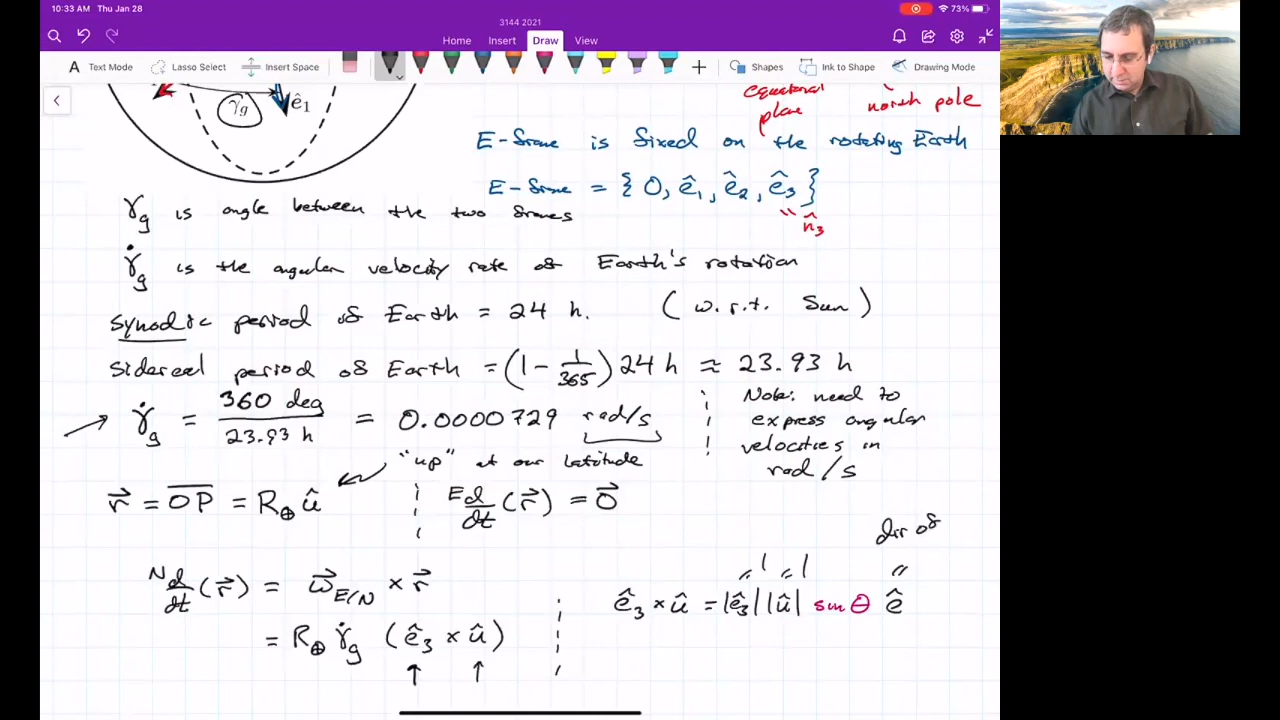 10:33 AM Thu Jan 28
73%
3144 2021
Home Insert Draw View
Text Mode Lasso Select Insert Space Shapes Ink to Shape Drawing Mode
γg ê1
equatorial plane
north pole
E-frame is fixed on the rotating Earth
E-frame = { O, ê1, ê2, ê3 }
" n̂3
γg is angle between the two frames
γ̇g is the angular velocity rate of Earth's rotation
Synodic period of Earth = 24 h. (w.r.t. Sun)
Sidereal period of Earth = (1 - 1/365) 24 h ≈ 23.93 h
γ̇g = 360 deg / 23.93 h = 0.0000729 rad/s
Note: need to
express angular
velocities in
rad/s
"up" at our latitude
r⃗ = OP = R⊕ û
Ed/dt (r⃗) = 0⃗
dir of
Nd/dt (r⃗) = ω⃗E/N × r⃗
1 1
ê3 × û = |ê3| |û| sin θ ê
= R⊕ γ̇g (ê3 × û)